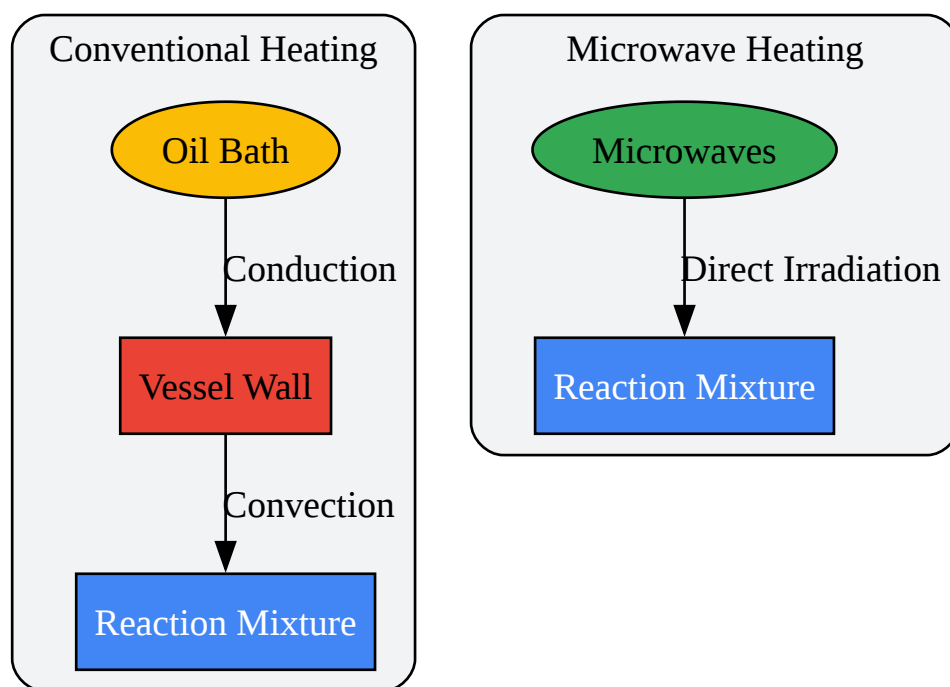 Conventional Heating
Oil Bath
Conduction
Vessel Wall
Convection
Reaction Mixture
Microwave Heating
Microwaves
Direct Irradiation
Reaction Mixture